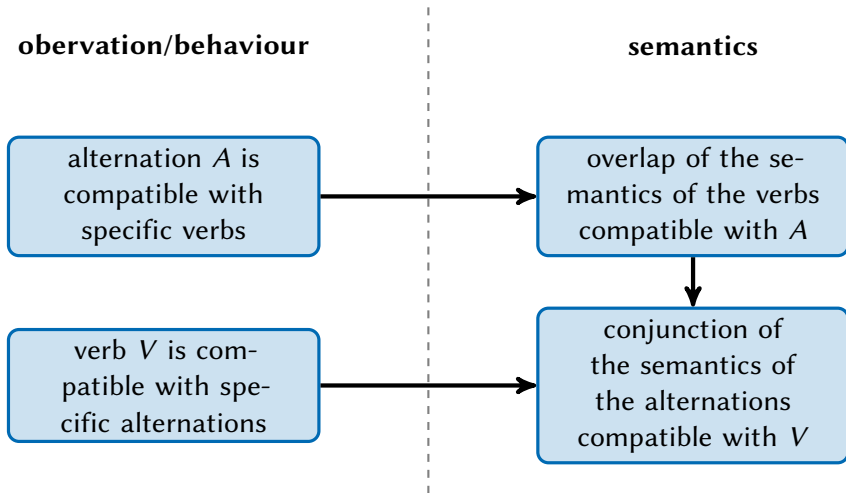 obervation/behaviour
semantics
alternation A is
compatible with
specific verbs
overlap of the se-
mantics of the verbs
compatible with A
verb V is com-
patible with spe-
cific alternations
conjunction of
the semantics of
the alternations
compatible with V